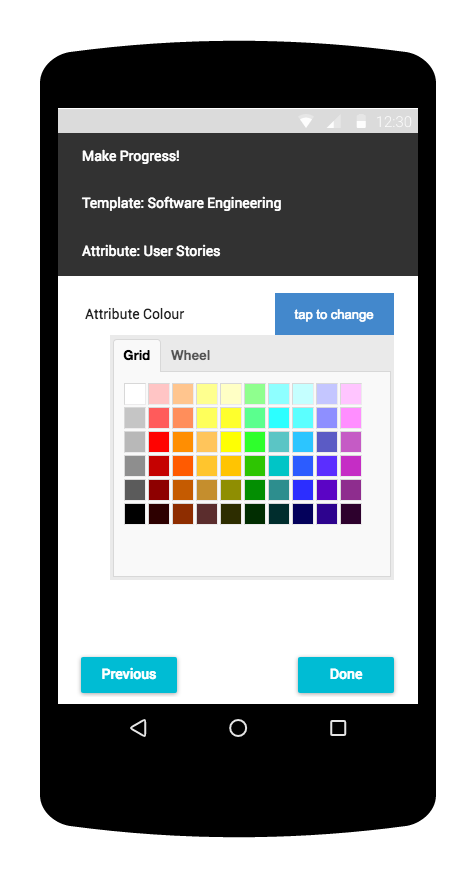 12:30
Make Progress!
Template: Software Engineering
Attribute: User Stories
Attribute Colour tap to change
Grid Wheel
Previous Done